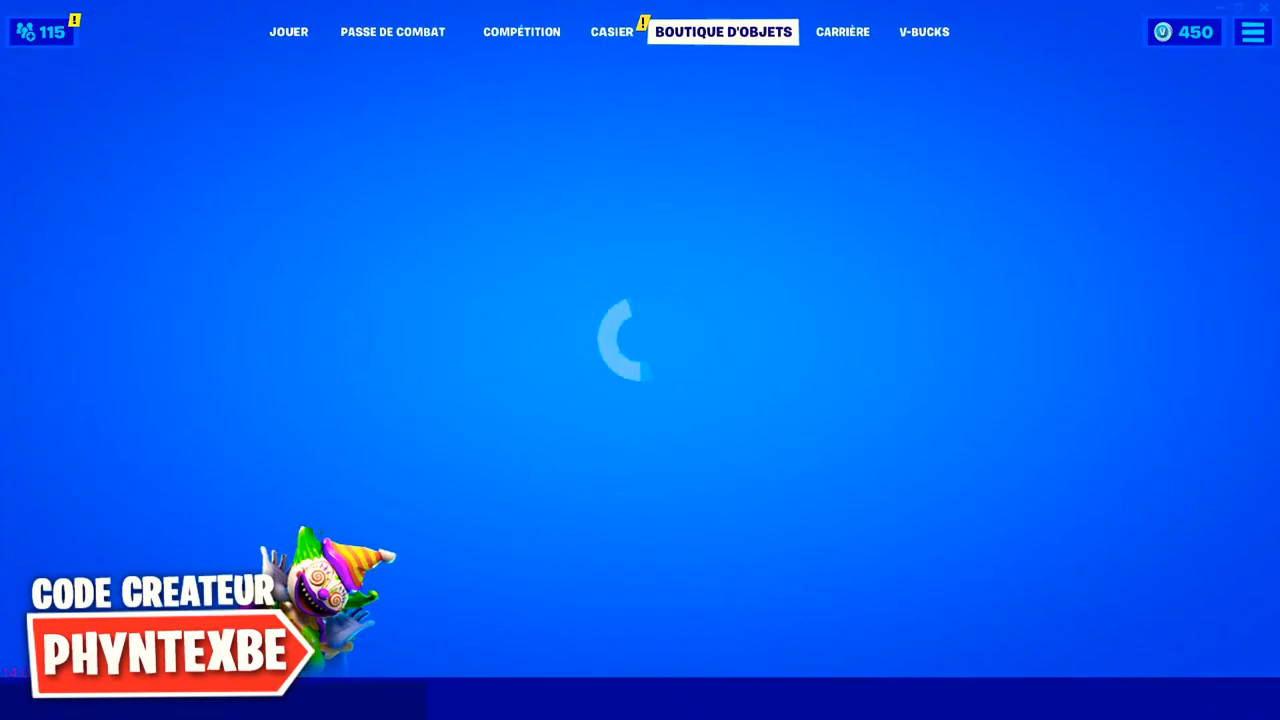 115
!
JOUER
PASSE DE COMBAT
COMPÉTITION
CASIER
!
BOUTIQUE D'OBJETS
CARRIÈRE
V-BUCKS
V
450
CODE CREATEUR
PHYNTEXBE